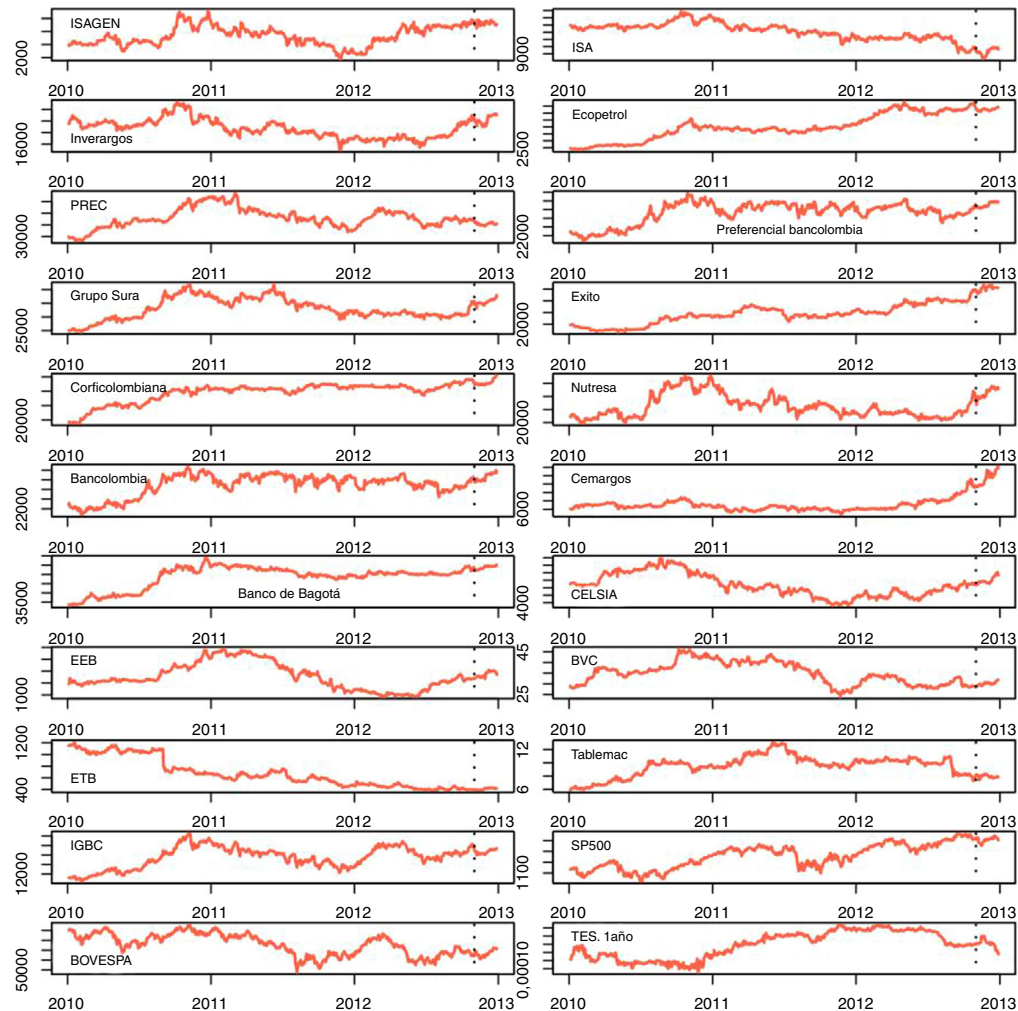 ISAGEN
2000
2010 2011 2012 2013
ISA
9000
2010 2011 2012 2013
Inverargos
16000
2010 2011 2012 2013
Ecopetrol
2500
2010 2011 2012 2013
PREC
30000
2010 2011 2012 2013
Preferencial bancolombia
22000
2010 2011 2012 2013
Grupo Sura
25000
2010 2011 2012 2013
Exito
20000
2010 2011 2012 2013
Corficolombiana
20000
2010 2011 2012 2013
Nutresa
20000
2010 2011 2012 2013
Bancolombia
22000
2010 2011 2012 2013
Cemargos
6000
2010 2011 2012 2013
Banco de Bagotá
35000
2010 2011 2012 2013
CELSIA
4000
2010 2011 2012 2013
EEB
1000
2010 2011 2012 2013
BVC
45
25
2010 2011 2012 2013
ETB
1200
400
2010 2011 2012 2013
Tablemac
12
6
2010 2011 2012 2013
IGBC
12000
2010 2011 2012 2013
SP500
1100
2010 2011 2012 2013
BOVESPA
50000
2010 2011 2012 2013
TES. 1año
0,00010
2010 2011 2012 2013